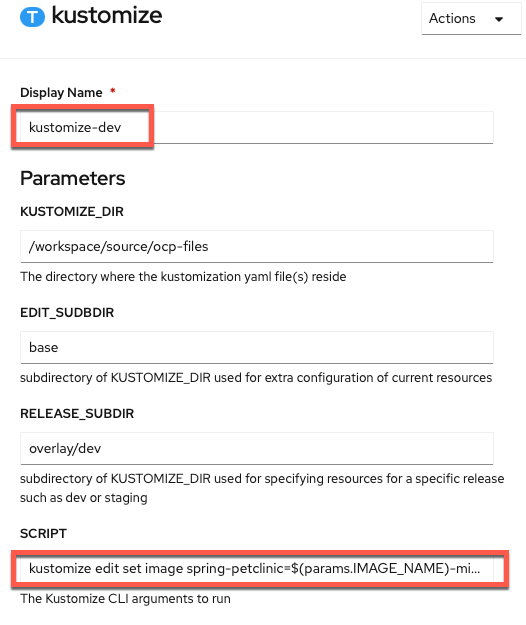 T kustomize
Actions
Display Name *
kustomize-dev
Parameters
KUSTOMIZE_DIR
/workspace/source/ocp-files
The directory where the kustomization yaml file(s) reside
EDIT_SUDBDIR
base
subdirectory of KUSTOMIZE_DIR used for extra configuration of current resources
RELEASE_SUBDIR
overlay/dev
subdirectory of KUSTOMIZE_DIR used for specifying resources for a specific release
such as dev or staging
SCRIPT
kustomize edit set image spring-petclinic=$(params.IMAGE_NAME)-mi...
The Kustomize CLI arguments to run